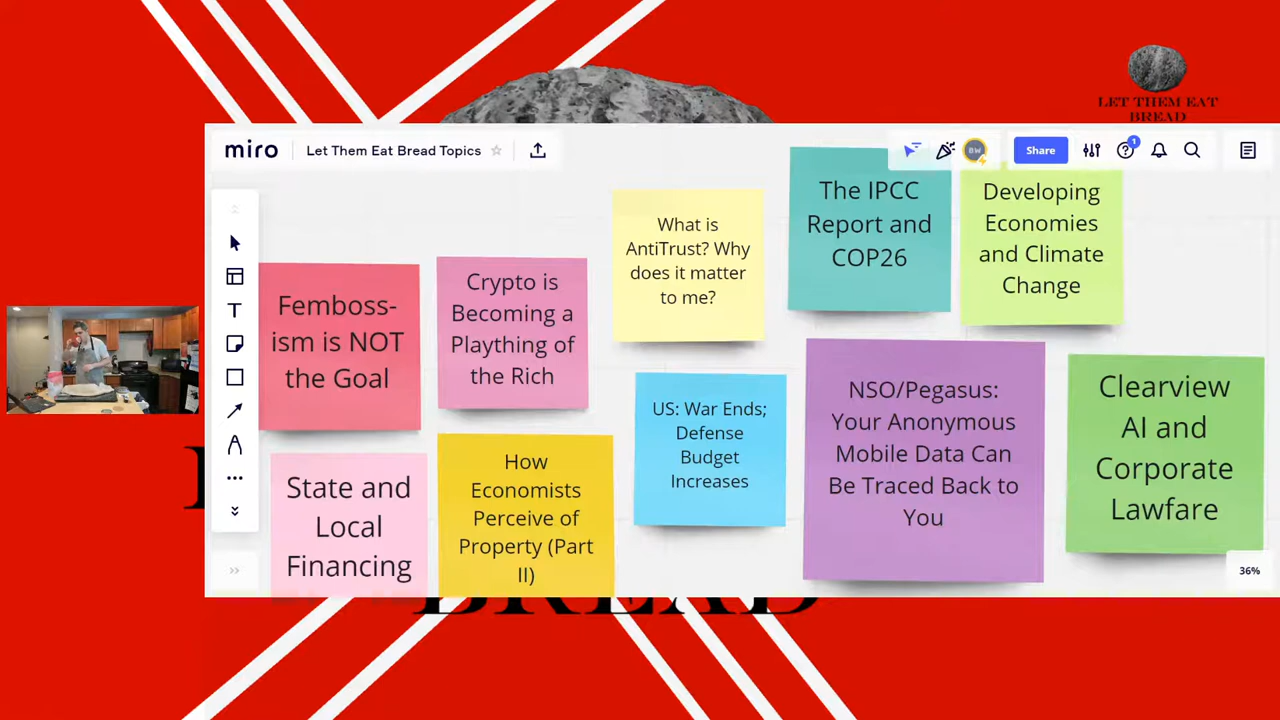 LET THEM EAT
BREAD
miro
Let Them Eat Bread Topics
BW
Share
1
Femboss-
ism is NOT
the Goal
Crypto is
Becoming a
Plaything of
the Rich
What is
AntiTrust? Why
does it matter
to me?
The IPCC
Report and
COP26
Developing
Economies
and Climate
Change
State and
Local
Financing
How
Economists
Perceive of
Property (Part
II)
US: War Ends;
Defense
Budget
Increases
NSO/Pegasus:
Your Anonymous
Mobile Data Can
Be Traced Back to
You
Clearview
AI and
Corporate
Lawfare
36%
BREAD